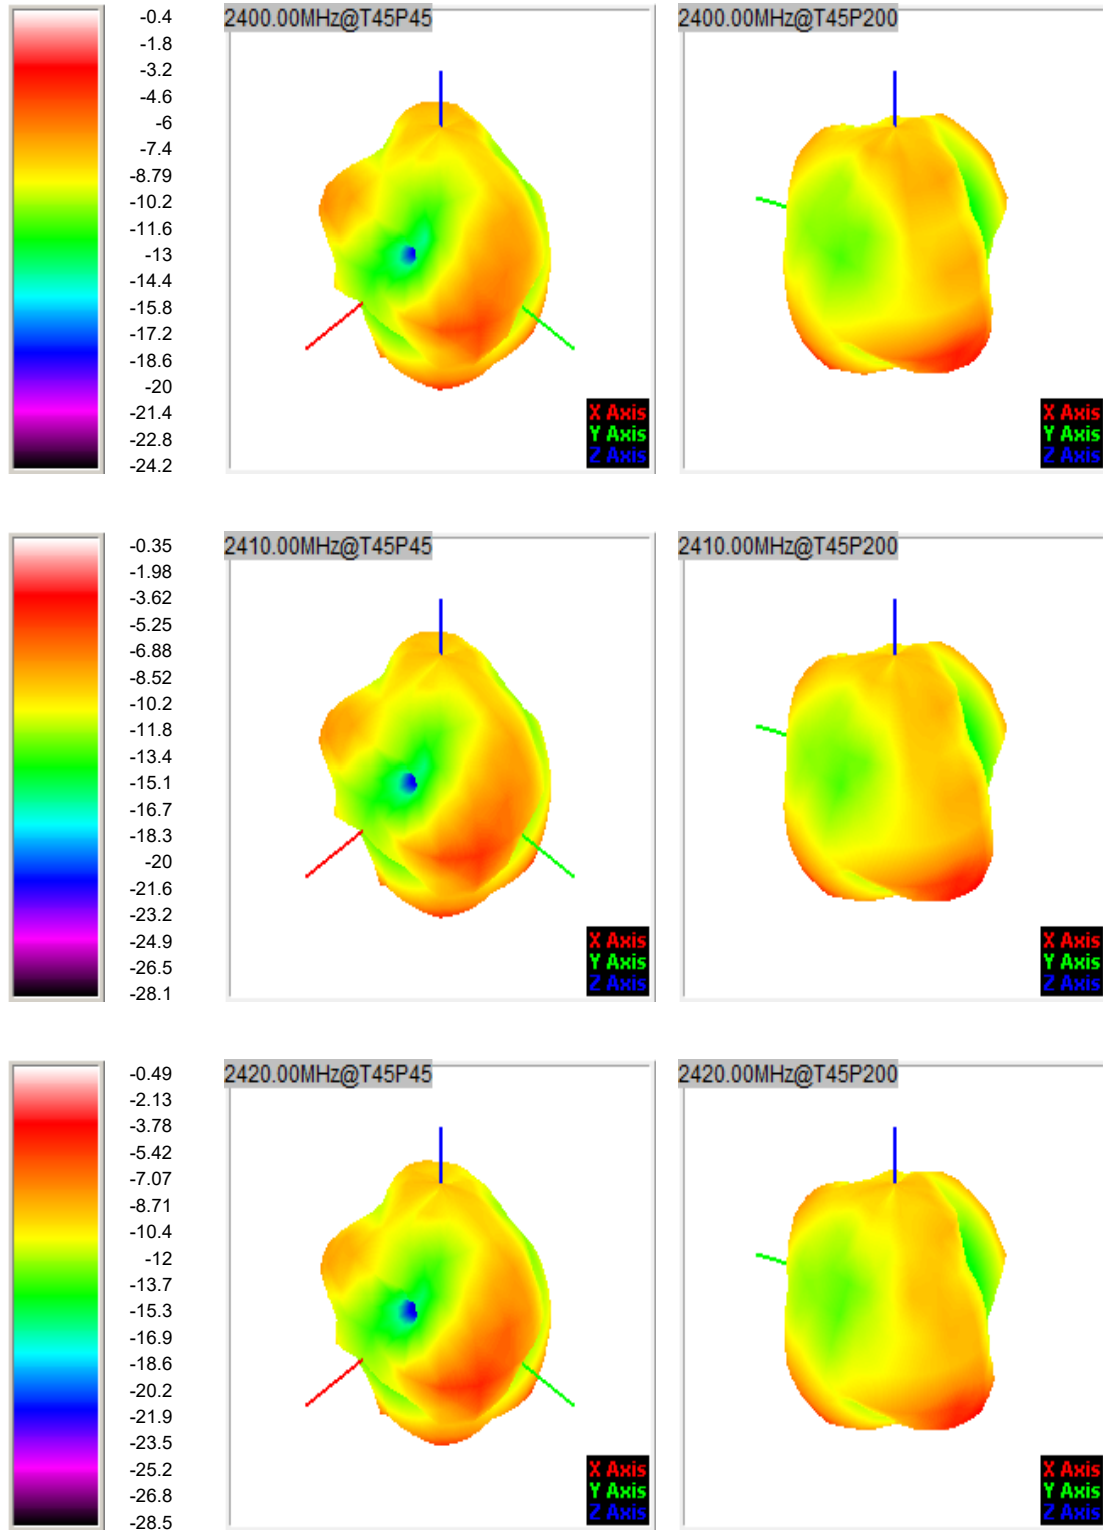 2400.00MHz@T45P45
2400.00MHz@T45P200
-0.4
-1.8
-3.2
-4.6
-6
-7.4
-8.79
-10.2
-11.6
-13
-14.4
-15.8
-17.2
-18.6
-20
-21.4
-22.8
-24.2
X Axis
Y Axis
Z Axis
X Axis
Y Axis
Z Axis
2410.00MHz@T45P45
2410.00MHz@T45P200
-0.35
-1.98
-3.62
-5.25
-6.88
-8.52
-10.2
-11.8
-13.4
-15.1
-16.7
-18.3
-20
-21.6
-23.2
-24.9
-26.5
-28.1
X Axis
Y Axis
Z Axis
X Axis
Y Axis
Z Axis
2420.00MHz@T45P45
2420.00MHz@T45P200
-0.49
-2.13
-3.78
-5.42
-7.07
-8.71
-10.4
-12
-13.7
-15.3
-16.9
-18.6
-20.2
-21.9
-23.5
-25.2
-26.8
-28.5
X Axis
Y Axis
Z Axis
X Axis
Y Axis
Z Axis